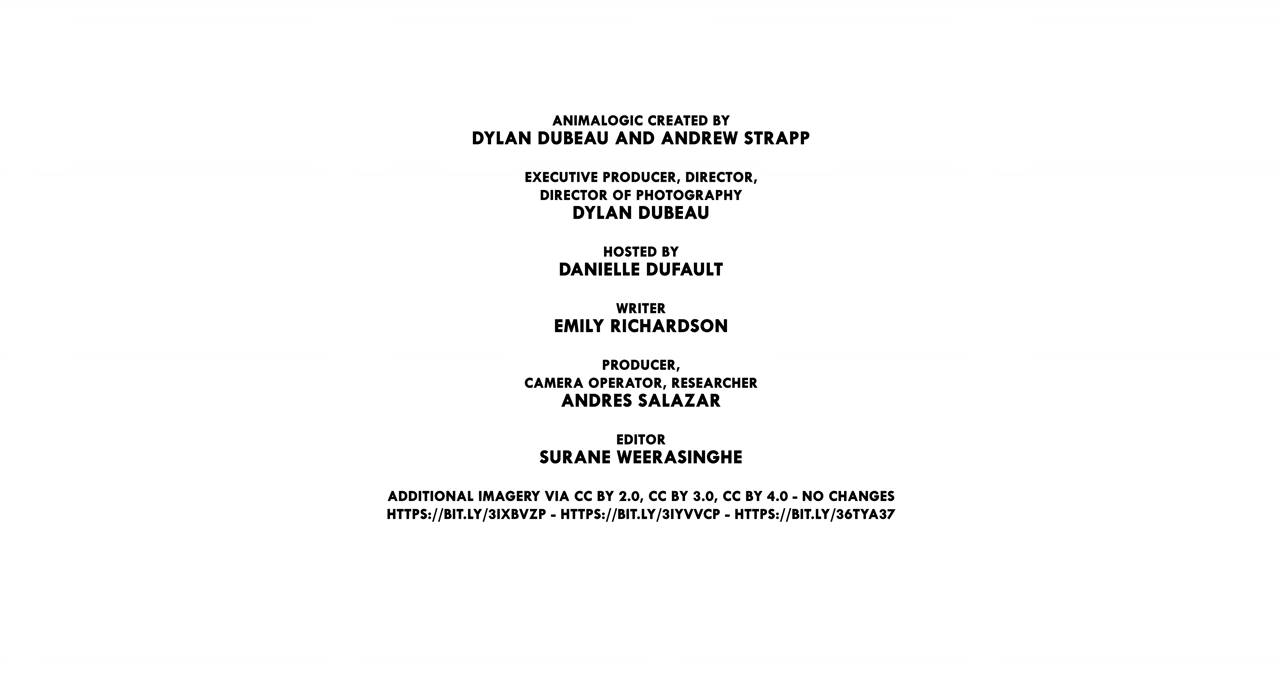 ANIMALOGIC CREATED BY
DYLAN DUBEAU AND ANDREW STRAPP
EXECUTIVE PRODUCER, DIRECTOR,
DIRECTOR OF PHOTOGRAPHY
DYLAN DUBEAU
HOSTED BY
DANIELLE DUFAULT
WRITER
EMILY RICHARDSON
PRODUCER,
CAMERA OPERATOR, RESEARCHER
ANDRES SALAZAR
EDITOR
SURANE WEERASINGHE
ADDITIONAL IMAGERY VIA CC BY 2.0, CC BY 3.0, CC BY 4.0 - NO CHANGES
HTTPS://BIT.LY/3IXBVZP - HTTPS://BIT.LY/3IYVVCP - HTTPS://BIT.LY/36TYA37